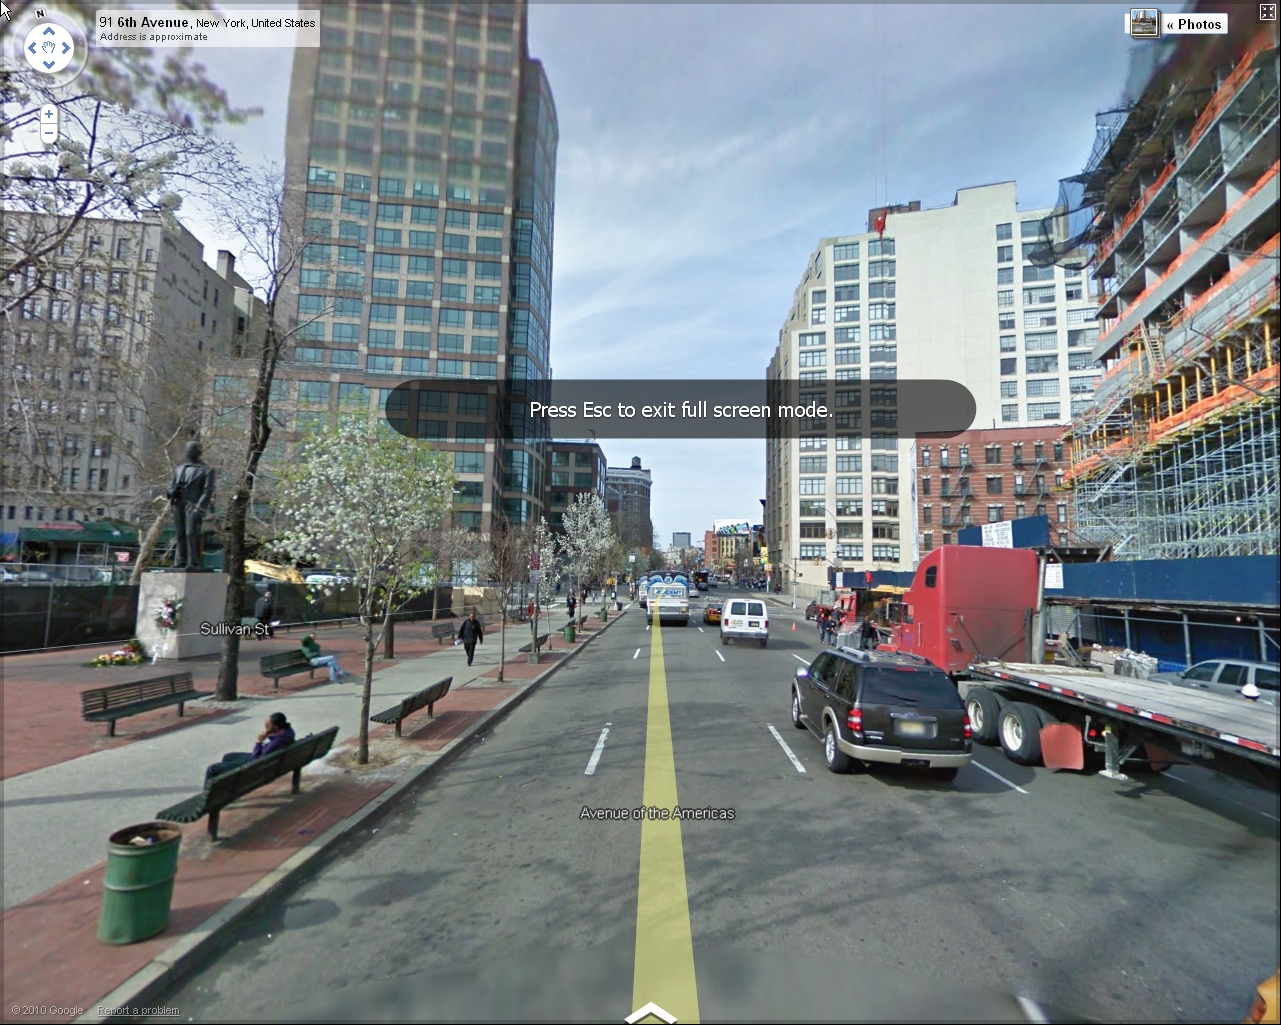 N
91 6th Avenue, New York, United States
Address is approximate
« Photos
Press Esc to exit full screen mode.
ACADEMY
Sullivan St
Avenue of the Americas
© 2010 Google
Report a problem